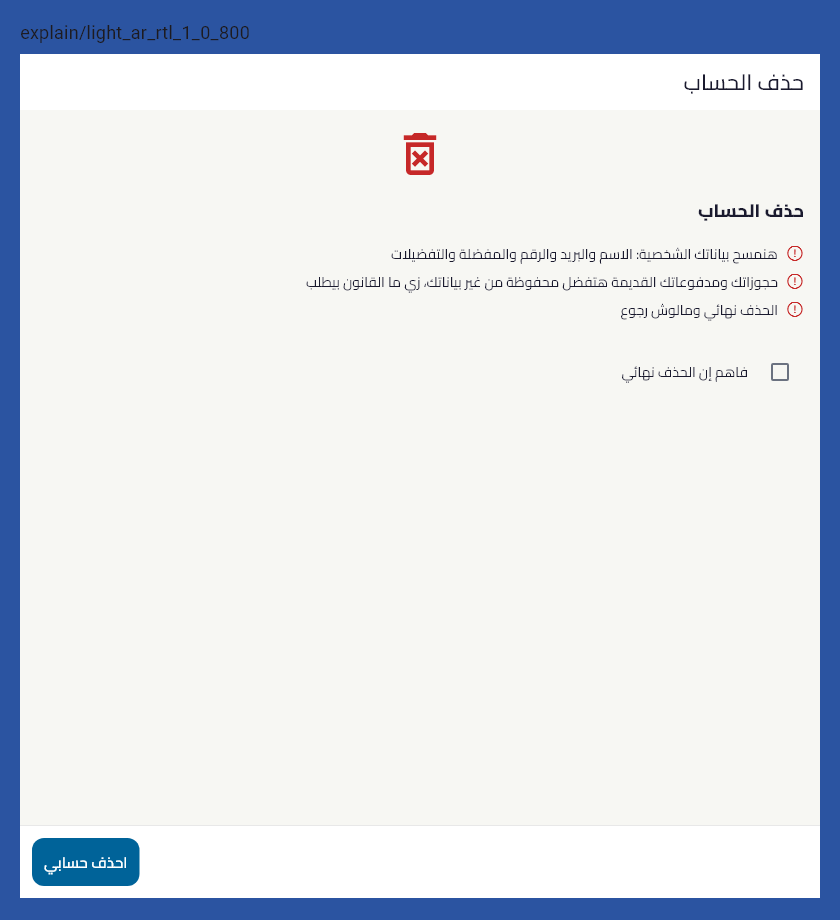 explain/light_ar_rtl_1_0_800
حذف الحساب
حذف الحساب
هنمسح بياناتك الشخصية: الاسم والبريد والرقم والمفضلة والتفضيلات
حجوزاتك ومدفوعاتك القديمة هتفضل محفوظة من غير بياناتك، زي ما القانون بيطلب
الحذف نهائي ومالوش رجوع
فاهم إن الحذف نهائي
احذف حسابي